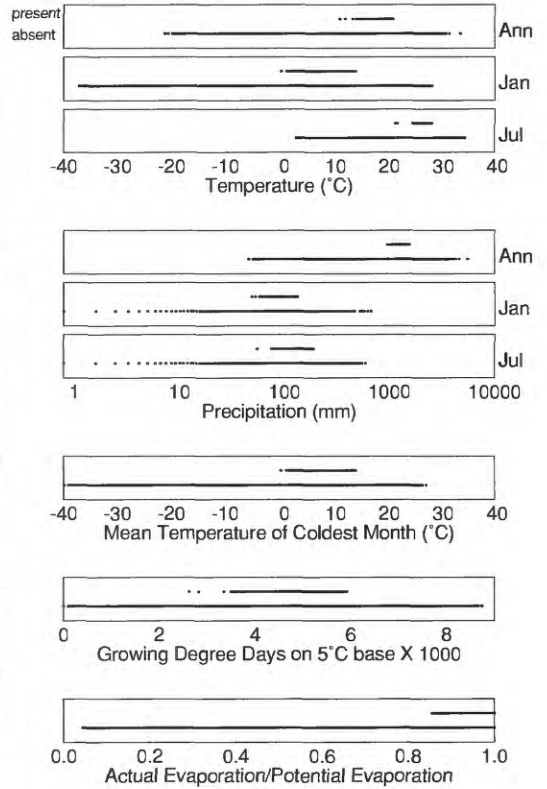 present
absent
Ann
Jan
Jul
-40 -30 -20 -10 0 10 20 30 40
Temperature (°C)
Ann
Jan
Jul
1 10 100 1000 10000
Precipitation (mm)
-40 -30 -20 -10 0 10 20 30 40
Mean Temperature of Coldest Month (°C)
0 2 4 6 8
Growing Degree Days on 5°C base X 1000
0.0 0.2 0.4 0.6 0.8 1.0
Actual Evaporation/Potential Evaporation